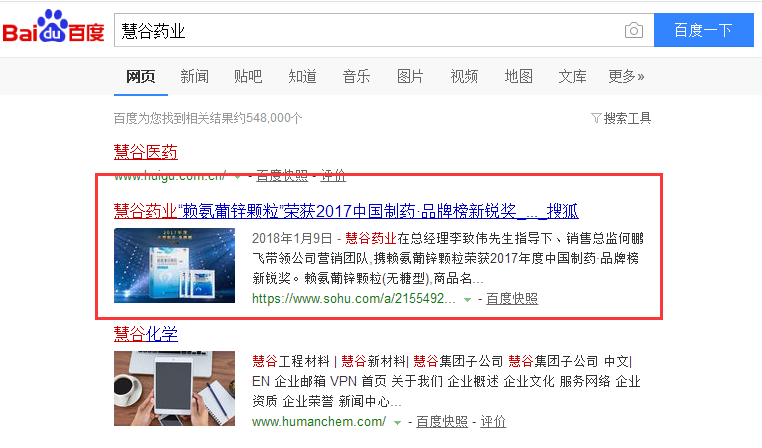 Bai du 百度
慧谷药业
百度一下
网页 新闻 贴吧 知道 音乐 图片 视频 地图 文库 更多»
百度为您找到相关结果约548,000个
搜索工具
慧谷医药
www.huigu.com.cn/ - 百度快照 - 评价
慧谷药业“赖氨葡锌颗粒”荣获2017中国制药·品牌榜新锐奖_..._搜狐
2018年1月9日 - 慧谷药业在总经理李致伟先生指导下、销售总监何鹏
飞带领公司营销团队,携赖氨葡锌颗粒荣获2017年度中国制药·品牌榜
新锐奖。赖氨葡锌颗粒(无糖型),商品名...
https://www.sohu.com/a/2155492... - 百度快照
慧谷化学
慧谷工程材料 | 慧谷新材料| 慧谷集团子公司 慧谷集团子公司 中文|
EN 企业邮箱 VPN 首页 关于我们 企业概述 企业文化 服务网络 企业
资质 企业荣誉 新闻中心...
www.humanchem.com/ - 百度快照 - 评价